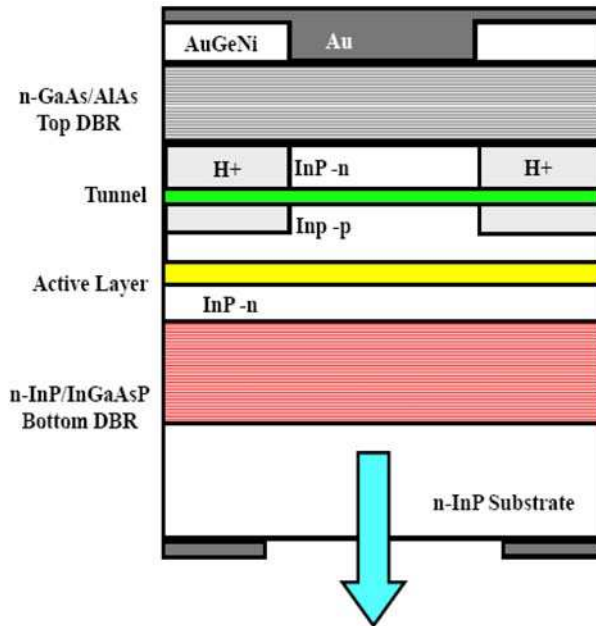 AuGeNi
Au
n-GaAs/AlAs
Top DBR
H+
InP -n
H+
Tunnel
Inp -p
Active Layer
InP -n
n-InP/InGaAsP
Bottom DBR
n-InP Substrate